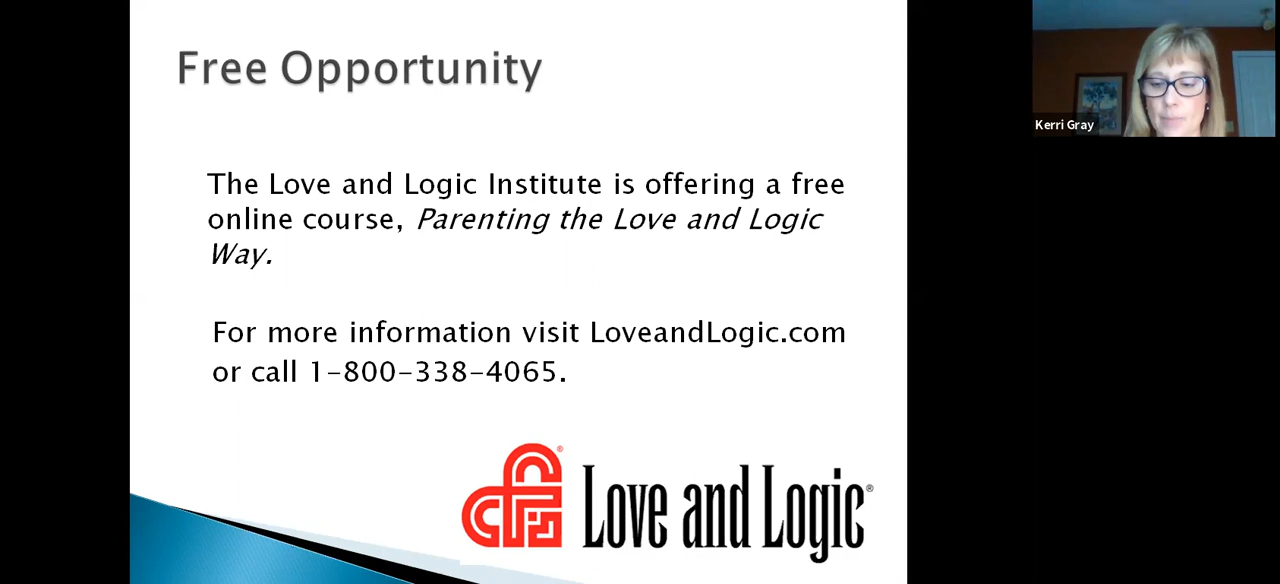 Free Opportunity
The Love and Logic Institute is offering a free
online course, Parenting the Love and Logic
Way.
For more information visit LoveandLogic.com
or call 1-800-338-4065.
Love and Logic®
Kerri Gray